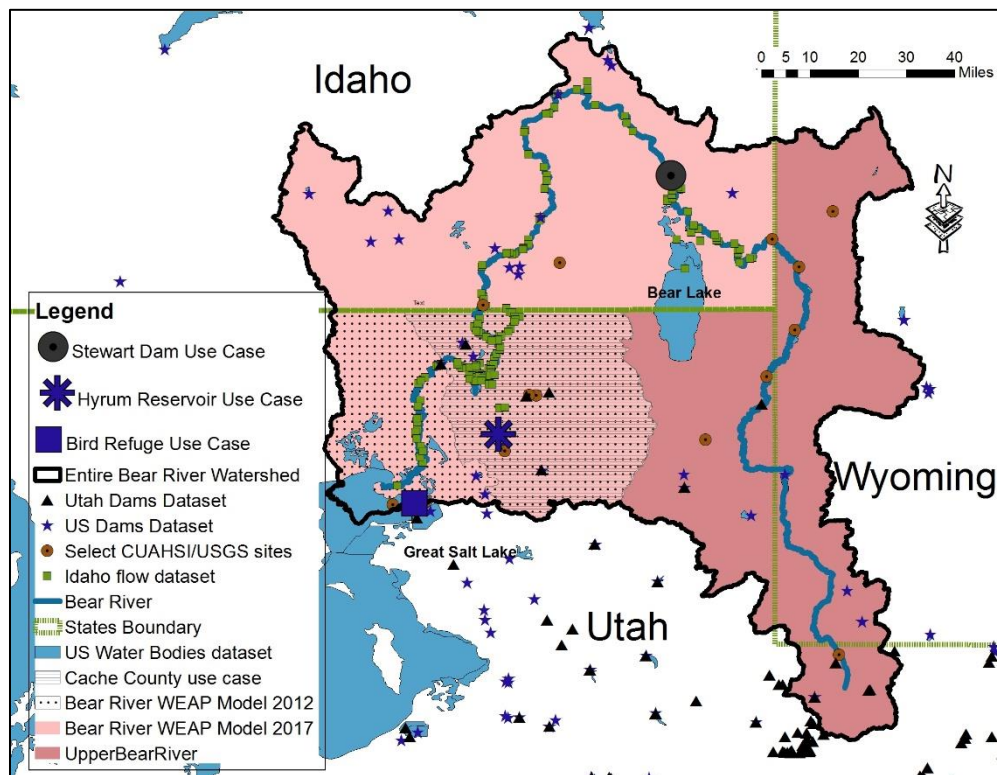 Idaho
0 5 10 20 30 40
Miles
N
Bear Lake
Text
Legend
Stewart Dam Use Case
Hyrum Reservoir Use Case
Bird Refuge Use Case
Entire Bear River Watershed
Utah Dams Dataset
US Dams Dataset
Select CUAHSI/USGS sites
Idaho flow dataset
Bear River
States Boundary
US Water Bodies dataset
Cache County use case
Bear River WEAP Model 2012
Bear River WEAP Model 2017
UpperBearRiver
Wyoming
Great Salt Lake
Utah